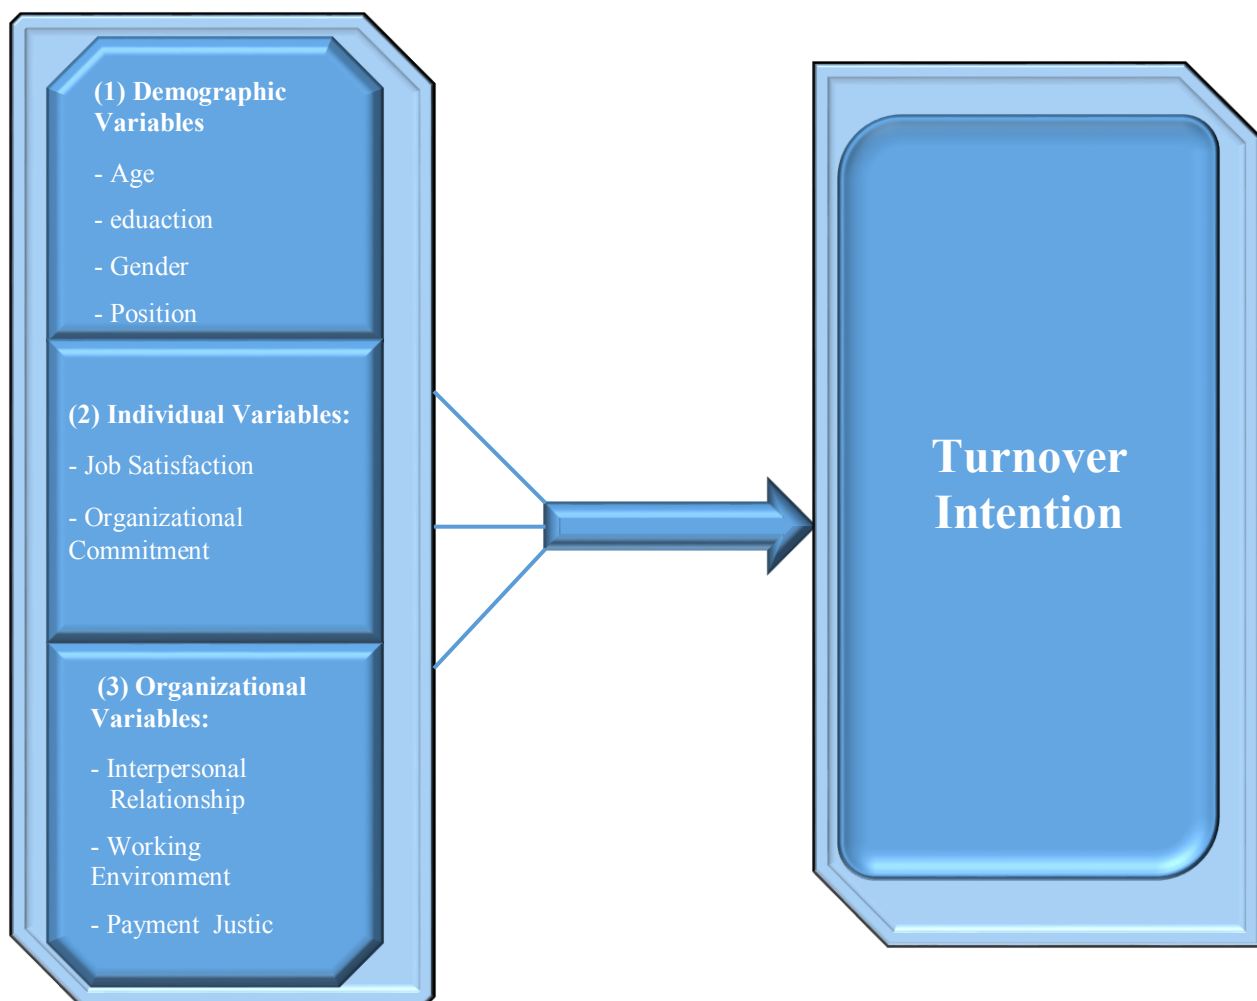 (1) Demographic
Variables
- Age
- eduaction
- Gender
- Position
(2) Individual Variables:
- Job Satisfaction
- Organizational
Commitment
(3) Organizational
Variables:
- Interpersonal
Relationship
- Working
Environment
- Payment  Justic
Turnover
Intention